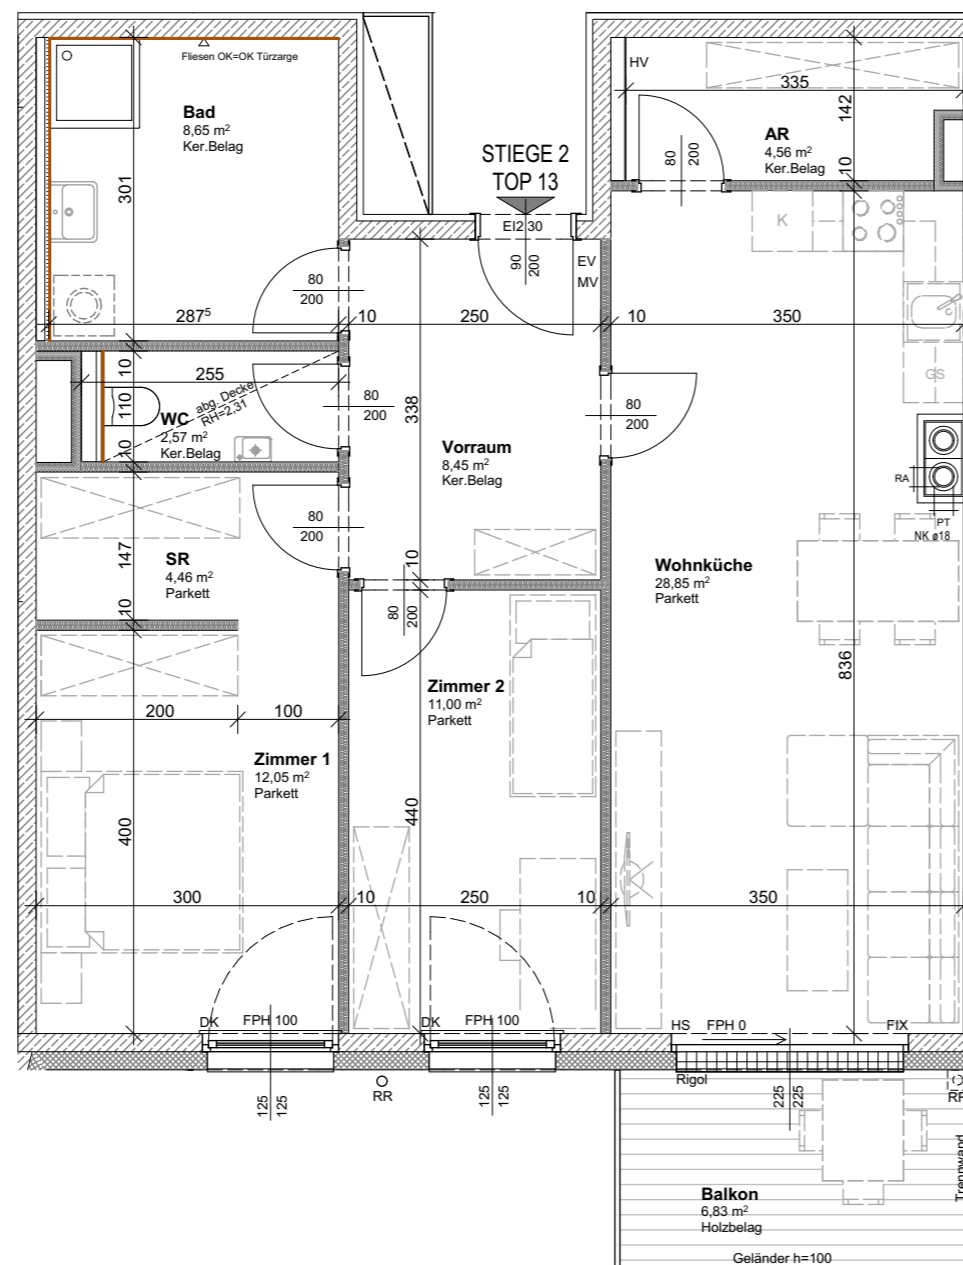 Fliesen OK=OK Türzarge
Bad
8,65 m²
Ker.Belag
301
80
200
287⁵
10
250
10
350
STIEGE 2
TOP 13
EI2 30
90
200
EV
MV
HV
335
142
10
AR
4,56 m²
Ker.Belag
80
200
K
GS
10
110
10
255
abg. Decke
RH=2,31
WC
2,57 m²
Ker.Belag
80
200
338
10
Vorraum
8,45 m²
Ker.Belag
80
200
RA
PT
NK ø18
147
10
SR
4,46 m²
Parkett
80
200
80
200
Wohnküche
28,85 m²
Parkett
836
200
100
Zimmer 1
12,05 m²
Parkett
400
Zimmer 2
11,00 m²
Parkett
440
300
10
250
10
350
DK
FPH 100
DK
FPH 100
HS
FPH 0
FIX
125
125
RR
125
125
Rigol
225
225
RR
Trennwand
Balkon
6,83 m²
Holzbelag
Geländer h=100